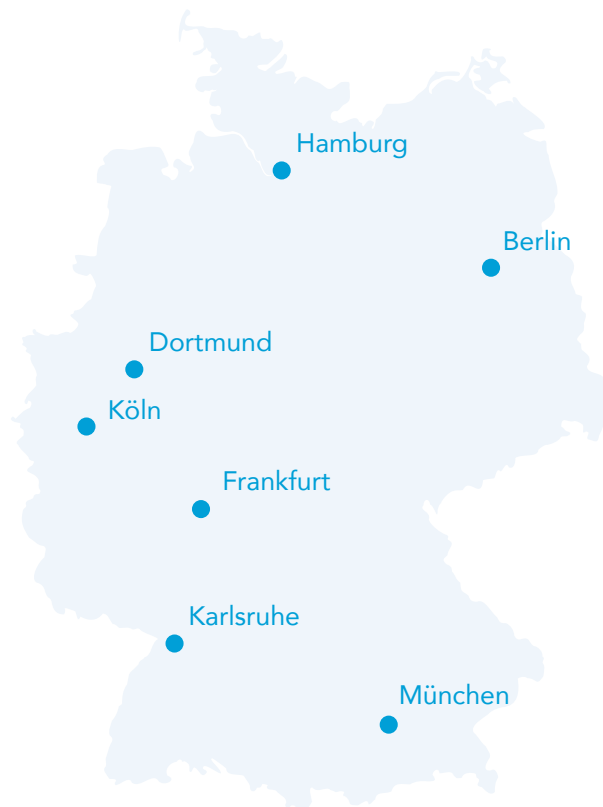 Hamburg
Berlin
Dortmund
Köln
Frankfurt
Karlsruhe
München